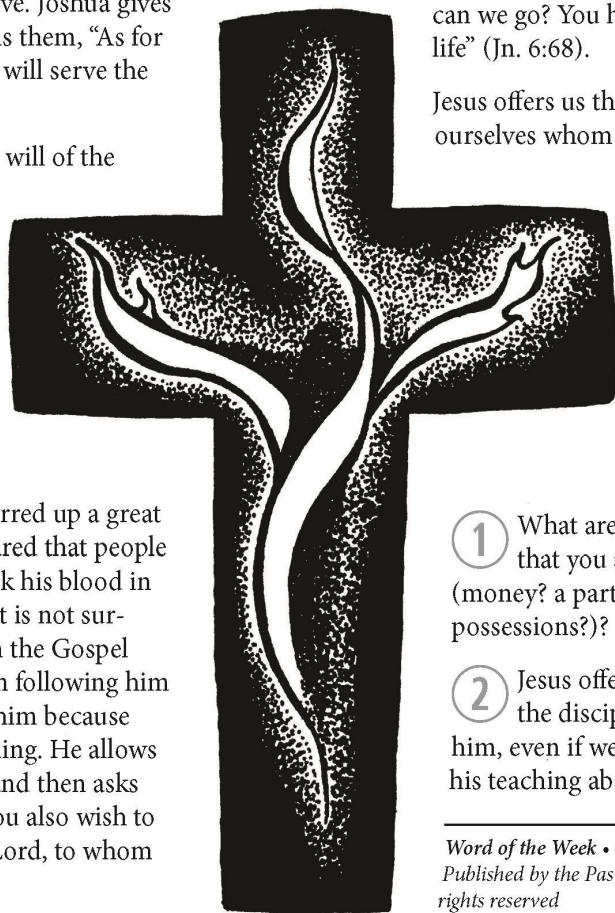 ve. Joshua gives
s them, “As for
will serve the
will of the
rred up a great
red that people
k his blood in
t is not sur-
n the Gospel
n following him
him because
ing. He allows
nd then asks
ou also wish to
Lord, to whom
can we go? You h
life” (Jn. 6:68).
Jesus offers us th
ourselves whom
1 What are
that you a
(money? a part
possessions?)?
2 Jesus offe
the discip
him, even if we
his teaching ab
Word of the Week •
Published by the Pas
rights reserved